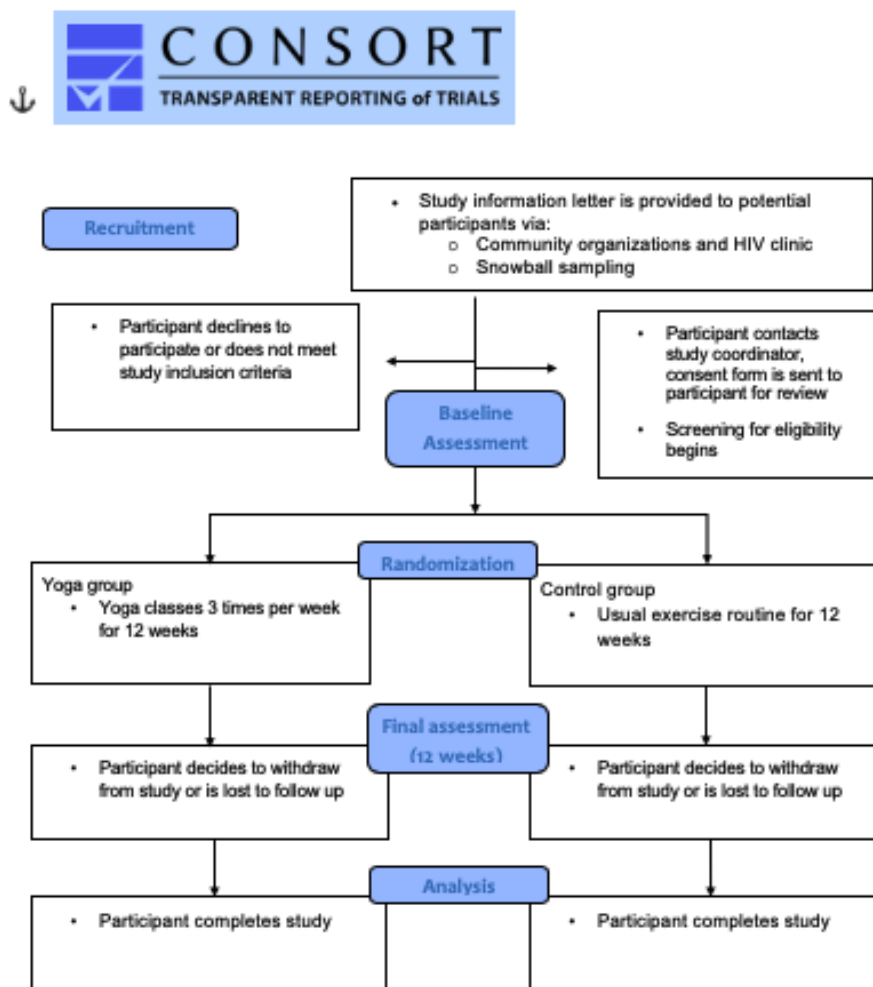 CONSORT
TRANSPARENT REPORTING of TRIALS
Recruitment
• Study information letter is provided to potential
participants via:
o Community organizations and HIV clinic
o Snowball sampling
• Participant declines to
participate or does not meet
study inclusion criteria
• Participant contacts
study coordinator,
consent form is sent to
participant for review
• Screening for eligibility
begins
Baseline
Assessment
Randomization
Yoga group
• Yoga classes 3 times per week
for 12 weeks
Control group
• Usual exercise routine for 12
weeks
Final assessment
(12 weeks)
• Participant decides to withdraw
from study or is lost to follow up
• Participant decides to withdraw
from study or is lost to follow up
Analysis
• Participant completes study
• Participant completes study